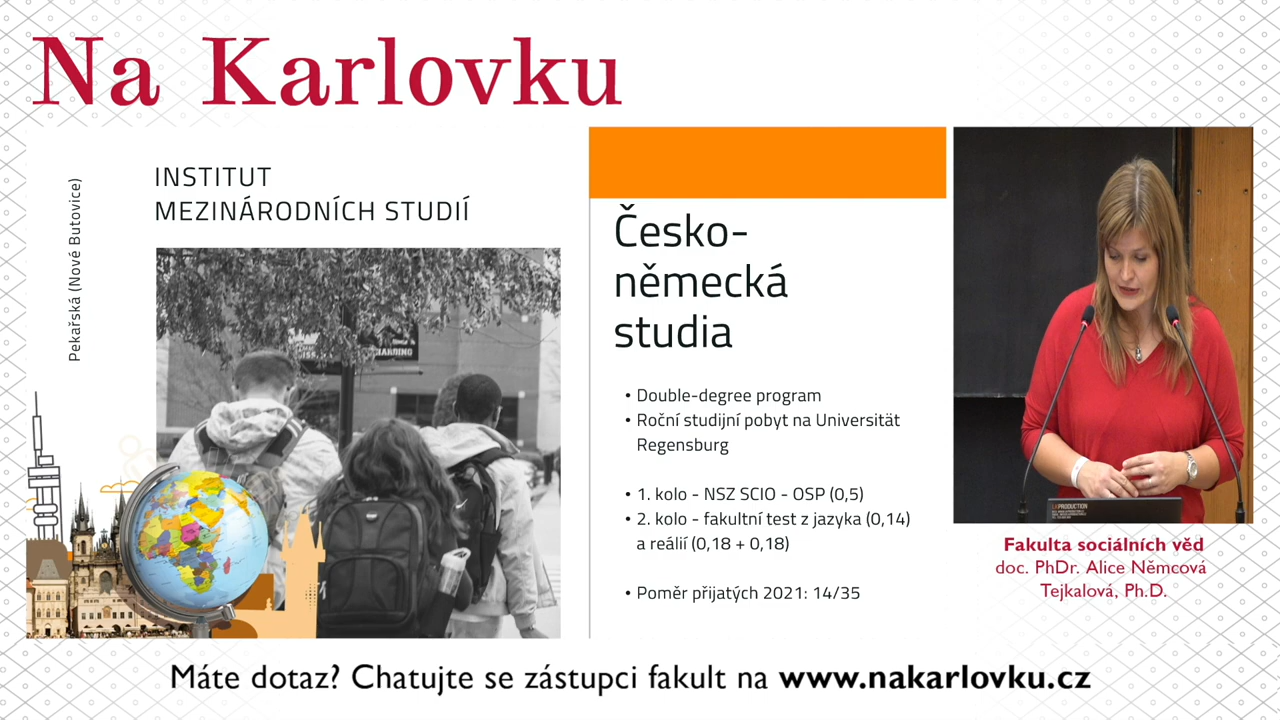 Na Karlovku
Pekařská (Nové Butovice)
INSTITUT
MEZINÁRODNÍCH STUDIÍ
Česko-
německá
studia
• Double-degree program
• Roční studijní pobyt na Universität
Regensburg
• 1. kolo - NSZ SCIO - OSP (0,5)
• 2. kolo - fakultní test z jazyka (0,14)
a reálií (0,18 + 0,18)
• Poměr přijatých 2021: 14/35
PRODUCTION
Fakulta sociálních věd
doc. PhDr. Alice Němcová
Tejkalová, Ph.D.
Máte dotaz? Chatujte se zástupci fakult na www.nakarlovku.cz